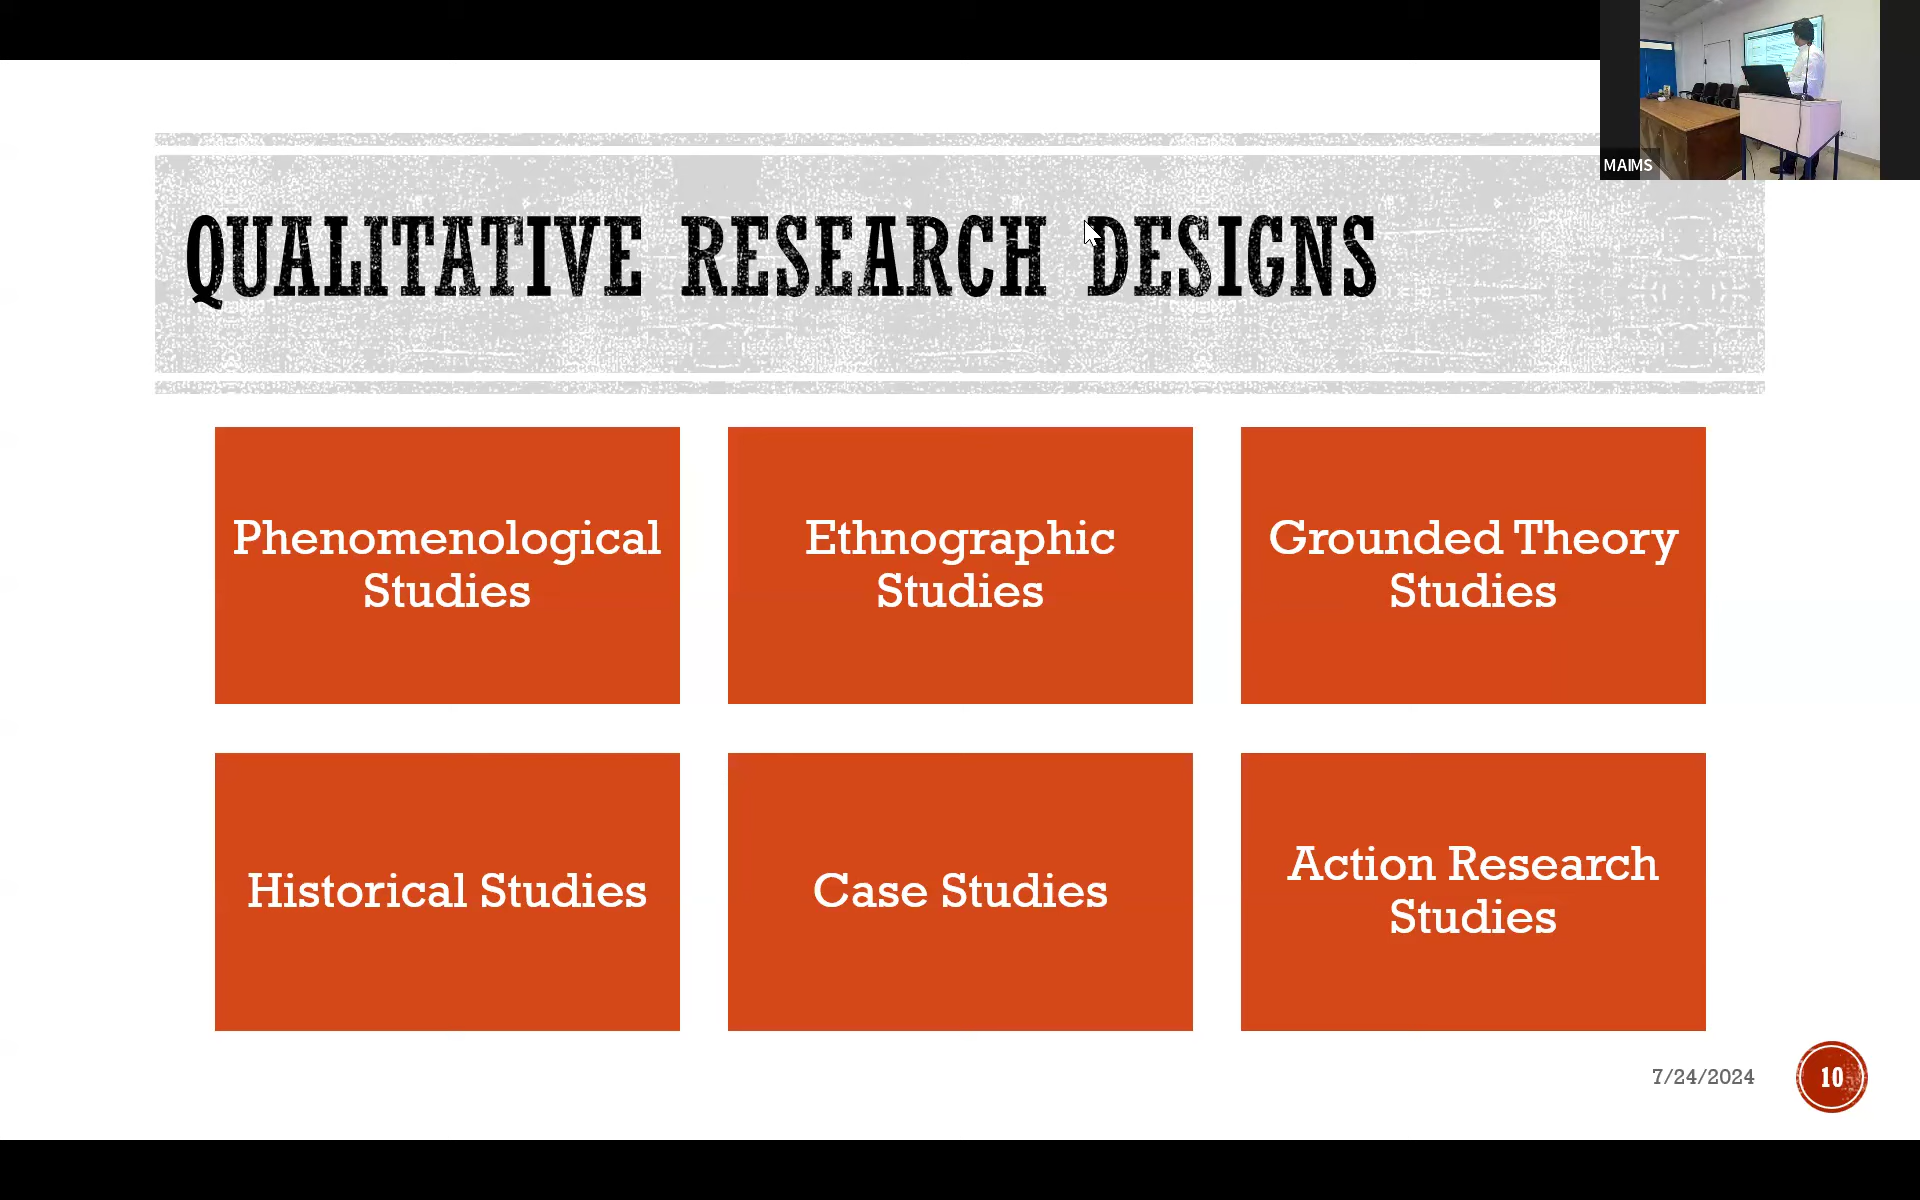 MAIMS
QUALITATIVE RESEARCH DESIGNS
Phenomenological
Studies
Ethnographic
Studies
Grounded Theory
Studies
Historical Studies
Case Studies
Action Research
Studies
7/24/2024
10